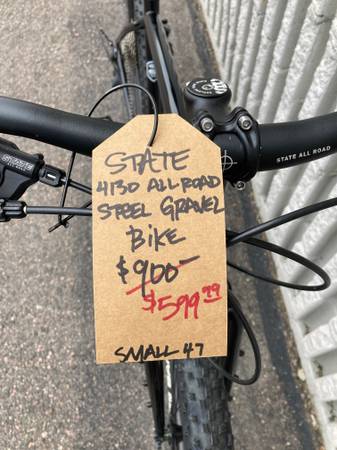 STATE
4130 ALL ROAD
STEEL GRAVEL
BIKE
$900
$599.99
SMALL 47
STATE ALL ROAD